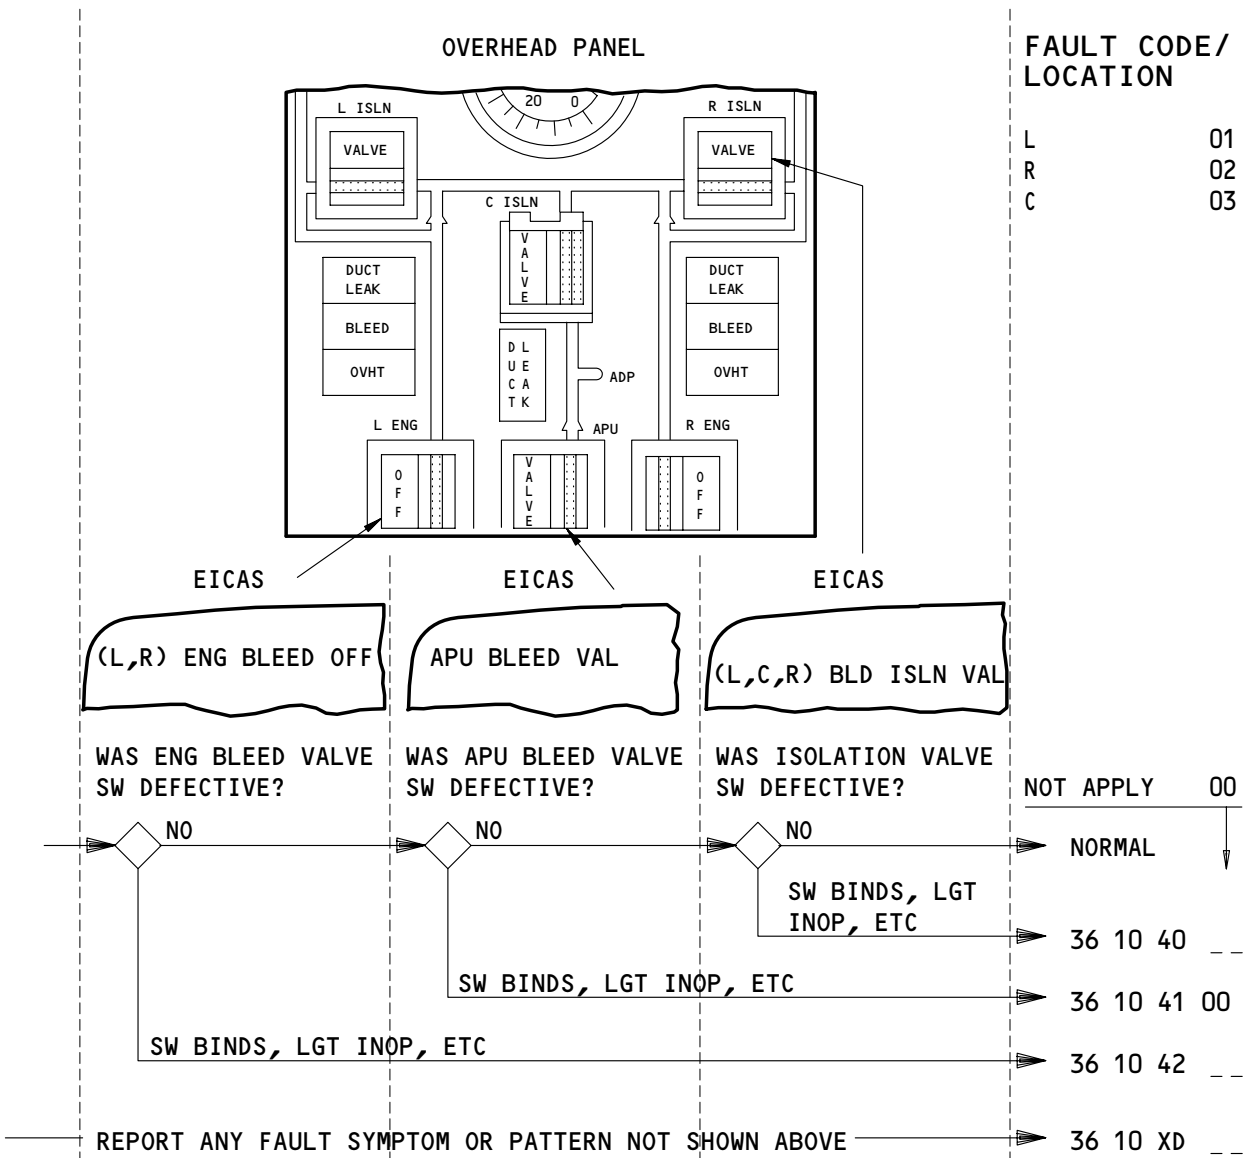 OVERHEAD PANEL
FAULT CODE/
LOCATION
L 01
R 02
C 03
20 0
L ISLN
R ISLN
VALVE
VALVE
C ISLN
VALVE
DUCT
LEAK
BLEED
OVHT
DUCT
LEAK
DUCT
LEAK
BLEED
OVHT
ADP
L ENG
APU
R ENG
OFF
VALVE
OFF
EICAS
EICAS
EICAS
(L,R) ENG BLEED OFF
APU BLEED VAL
(L,C,R) BLD ISLN VAL
WAS ENG BLEED VALVE
SW DEFECTIVE?
WAS APU BLEED VALVE
SW DEFECTIVE?
WAS ISOLATION VALVE
SW DEFECTIVE?
NOT APPLY 00
NO
NO
NO
NORMAL
SW BINDS, LGT
INOP, ETC
36 10 40 _ _
SW BINDS, LGT INOP, ETC
36 10 41 00
SW BINDS, LGT INOP, ETC
36 10 42 _ _
REPORT ANY FAULT SYMPTOM OR PATTERN NOT SHOWN ABOVE
36 10 XD _ _